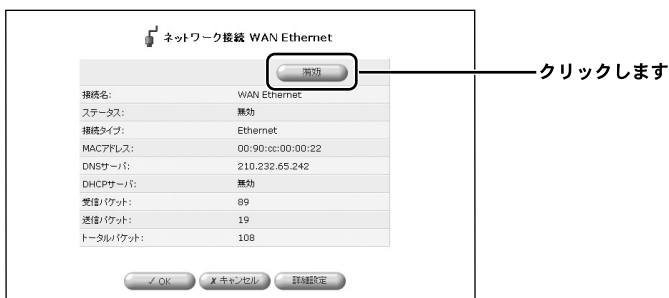 ネットワーク接続 WAN Ethernet
有効
クリックします
接続名: WAN Ethernet
ステータス: 無効
接続タイプ: Ethernet
MACアドレス: 00:90:cc:00:00:22
DNSサーバ: 210.232.65.242
DHCPサーバ: 無効
受信パケット: 89
送信パケット: 19
トータルパケット: 108
✓ OK ✗ キャンセル 詳細設定